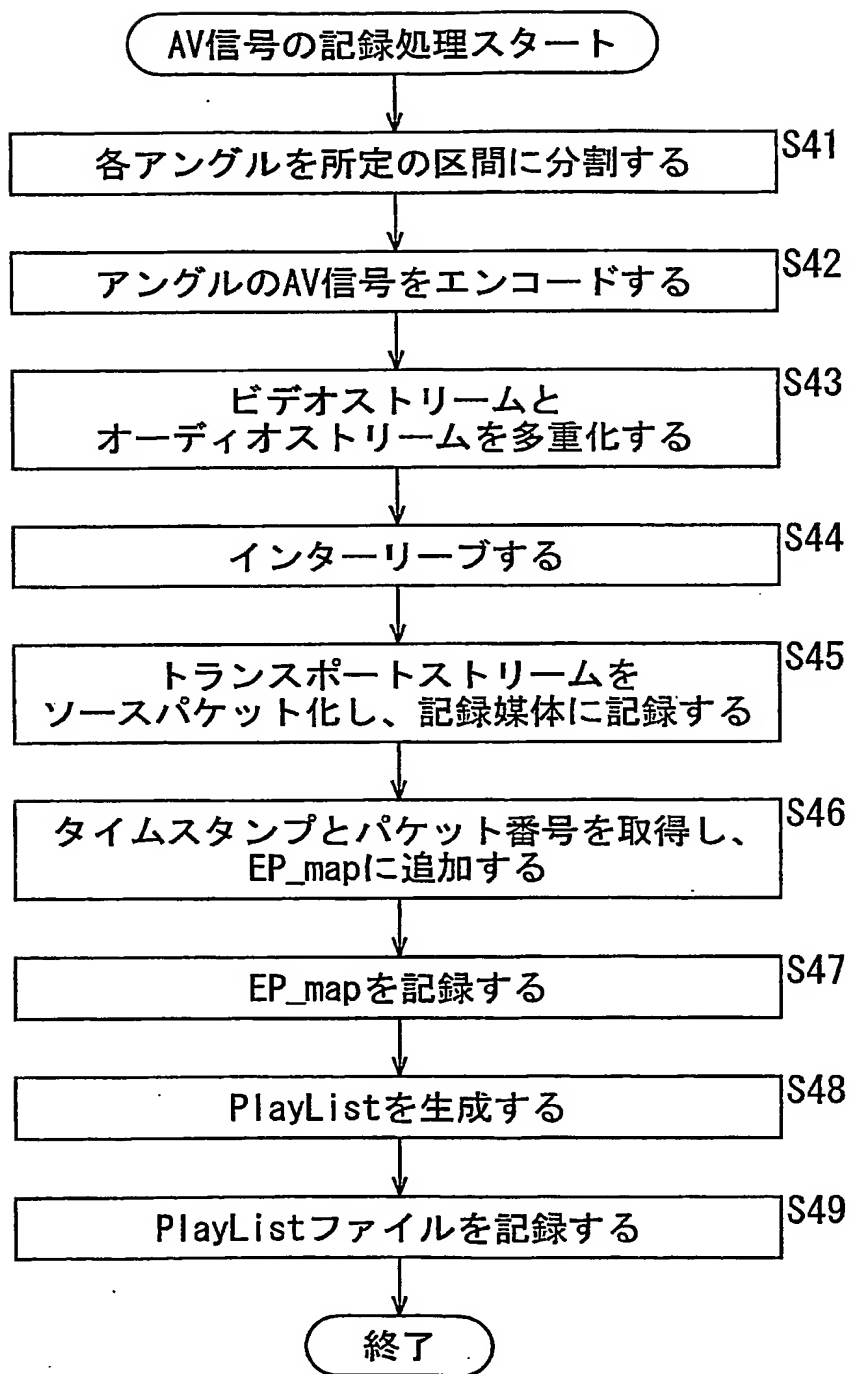 AV信号の記録処理スタート
各アングルを所定の区間に分割する
S41
アングルのAV信号をエンコードする
S42
ビデオストリームと
オーディオストリームを多重化する
S43
インターリーブする
S44
トランスポートストリームを
ソースパケット化し、記録媒体に記録する
S45
タイムスタンプとパケット番号を取得し、
EP_mapに追加する
S46
EP_mapを記録する
S47
PlayListを生成する
S48
PlayListファイルを記録する
S49
終了